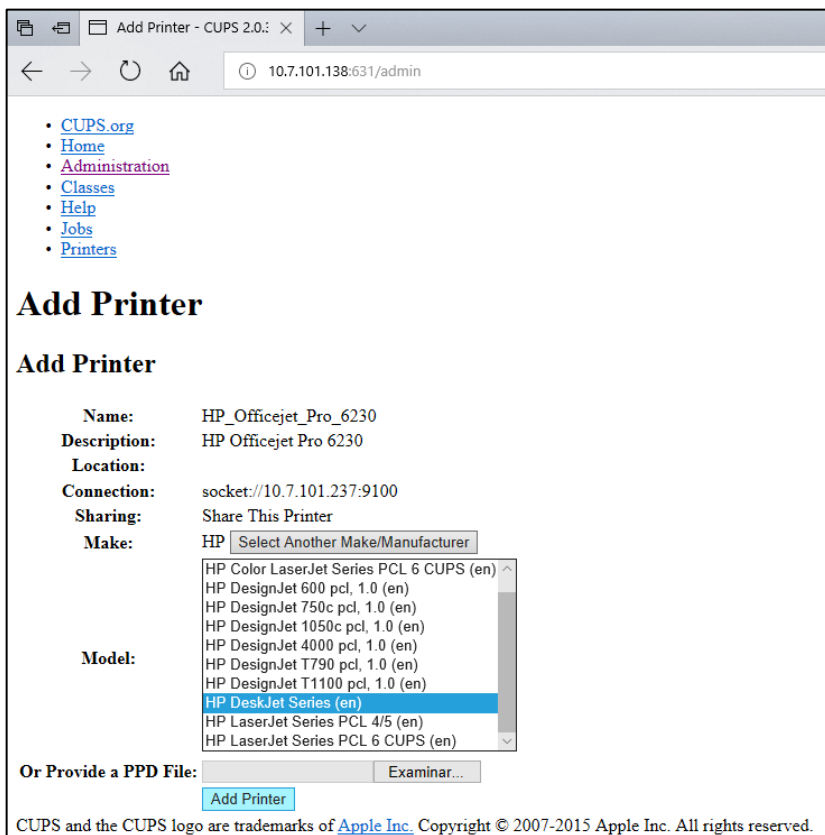 Add Printer - CUPS 2.0.:
10.7.101.138:631/admin
• CUPS.org
• Home
• Administration
• Classes
• Help
• Jobs
• Printers
Add Printer
Add Printer
Name: HP_Officejet_Pro_6230
Description: HP Officejet Pro 6230
Location:
Connection: socket://10.7.101.237:9100
Sharing: Share This Printer
Make: HP Select Another Make/Manufacturer
HP Color LaserJet Series PCL 6 CUPS (en)
HP DesignJet 600 pcl, 1.0 (en)
HP DesignJet 750c pcl, 1.0 (en)
HP DesignJet 1050c pcl, 1.0 (en)
HP DesignJet 4000 pcl, 1.0 (en)
Model: HP DesignJet T790 pcl, 1.0 (en)
HP DesignJet T1100 pcl, 1.0 (en)
HP DeskJet Series (en)
HP LaserJet Series PCL 4/5 (en)
HP LaserJet Series PCL 6 CUPS (en)
Or Provide a PPD File: Examinar...
Add Printer
CUPS and the CUPS logo are trademarks of Apple Inc. Copyright © 2007-2015 Apple Inc. All rights reserved.